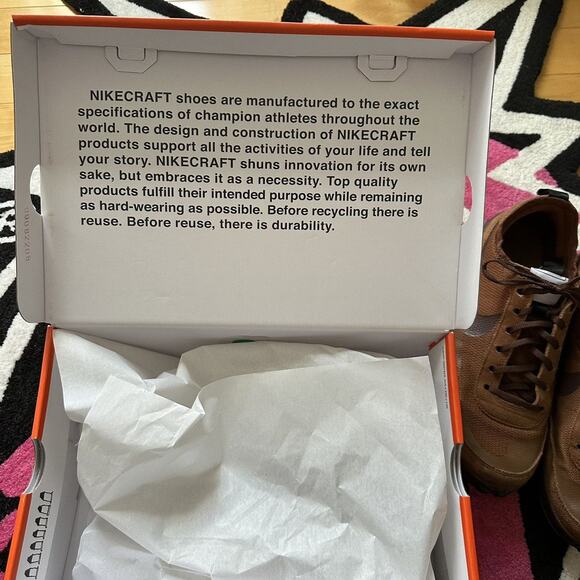 NIKECRAFT shoes are manufactured to the exact
specifications of champion athletes throughout the
world. The design and construction of NIKECRAFT
products support all the activities of your life and tell
your story. NIKECRAFT shuns innovation for its own
sake, but embraces it as a necessity. Top quality
products fulfill their intended purpose while remaining
as hard-wearing as possible. Before recycling there is
reuse. Before reuse, there is durability.